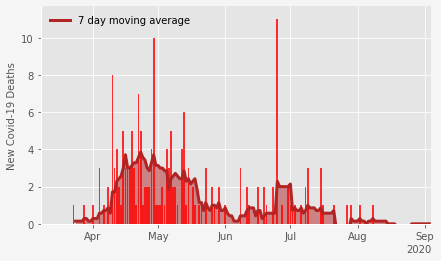 7 day moving average
New Covid-19 Deaths
10
8
6
4
2
0
Apr
May
Jun
Jul
Aug
Sep
2020